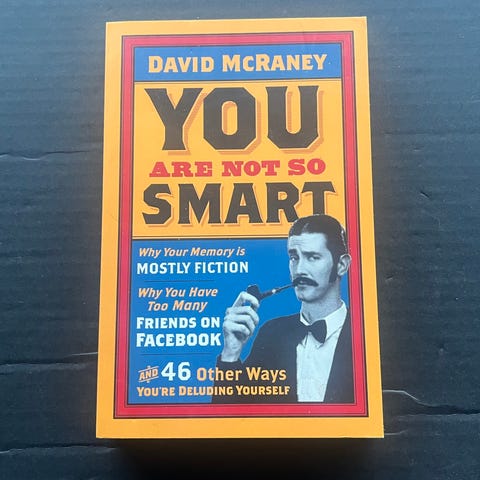 DAVID MCRANEY
YOU
ARE NOT SO
SMART
Why Your Memory is
MOSTLY FICTION
Why You Have
Too Many
FRIENDS ON
FACEBOOK
AND 46 Other Ways
YOU'RE DELUDING YOURSELF